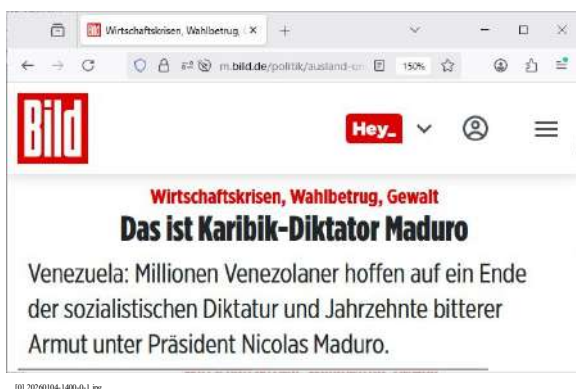 Wirtschaftskrisen, Wahlbetrug, (
m.bild.de/politik/ausland-un
150%
Bild
Hey_
Wirtschaftskrisen, Wahlbetrug, Gewalt
Das ist Karibik-Diktator Maduro
Venezuela: Millionen Venezolaner hoffen auf ein Ende
der sozialistischen Diktatur und Jahrzehnte bitterer
Armut unter Präsident Nicolas Maduro.